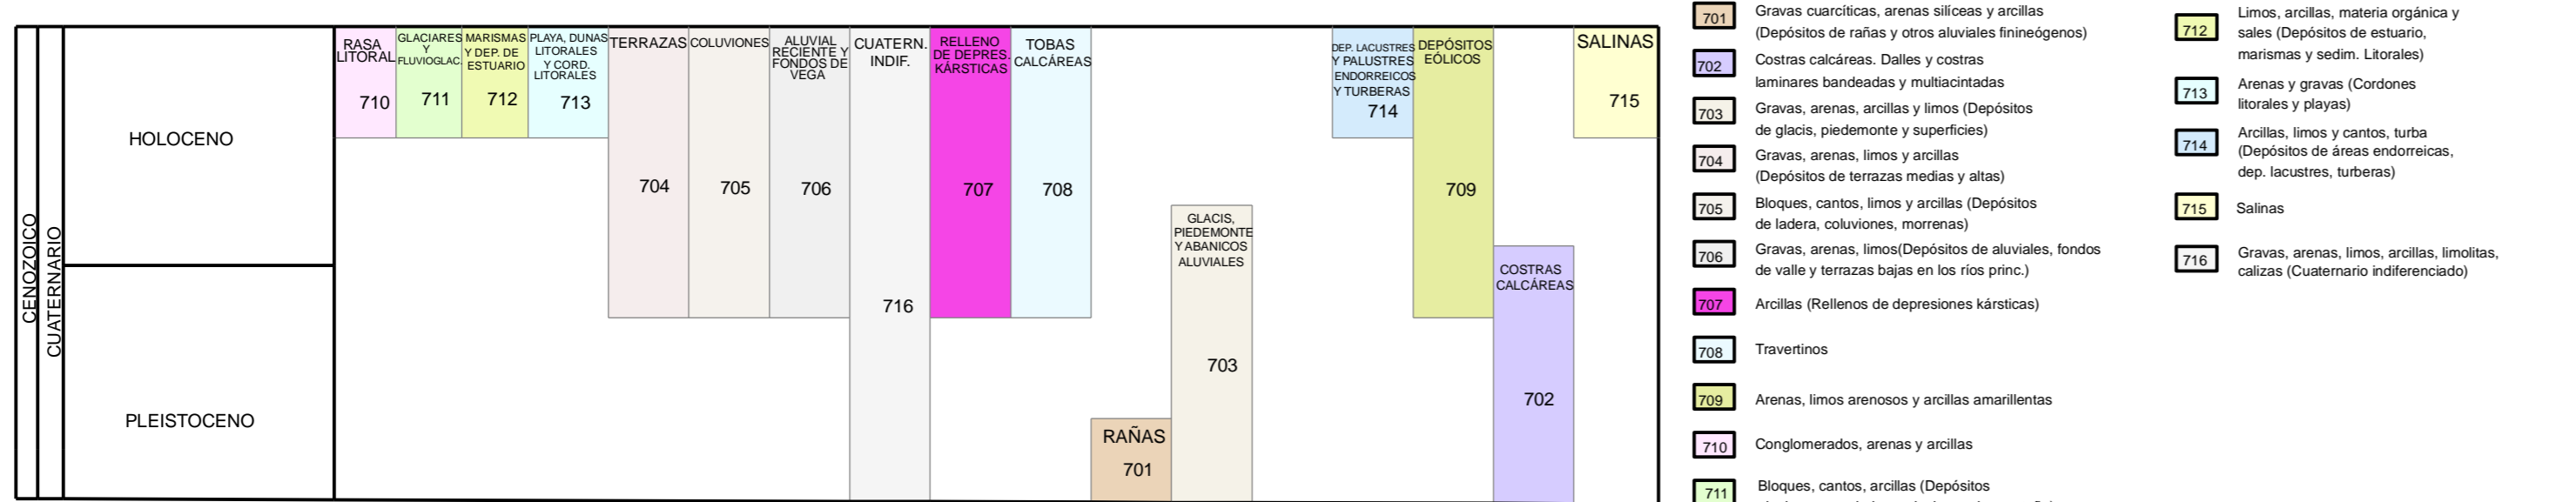 CENOZOICO
CUATERNARIO
HOLOCENO
PLEISTOCENO
RASA
LITORAL
710
GLACIARES
Y
FLUVIOGLAC.
711
MARISMAS
Y DEP. DE
ESTUARIO
712
PLAYA, DUNAS
LITORALES
Y CORD.
LITORALES
713
TERRAZAS
704
COLUVIONES
705
ALUVIAL
RECIENTE Y
FONDOS DE
VEGA
706
CUATERN.
INDIF.
716
RELLENO
DE DEPRES.
KÁRSTICAS
707
TOBAS
CALCÁREAS
708
RAÑAS
701
GLACIS,
PIEDEMONTE
Y ABANICOS
ALUVIALES
703
DEP. LACUSTRES
Y PALUSTRES
ENDORREICOS
Y TURBERAS
714
DEPÓSITOS
EÓLICOS
709
COSTRAS
CALCÁREAS
702
SALINAS
715
701
Gravas cuarcíticas, arenas silíceas y arcillas
(Depósitos de rañas y otros aluviales finineógenos)
702
Costras calcáreas. Dalles y costras
laminares bandeadas y multiacintadas
703
Gravas, arenas, arcillas y limos (Depósitos
de glacis, piedemonte y superficies)
704
Gravas, arenas, limos y arcillas
(Depósitos de terrazas medias y altas)
705
Bloques, cantos, limos y arcillas (Depósitos
de ladera, coluviones, morrenas)
706
Gravas, arenas, limos(Depósitos de aluviales, fondos
de valle y terrazas bajas en los ríos princ.)
707
Arcillas (Rellenos de depresiones kársticas)
708
Travertinos
709
Arenas, limos arenosos y arcillas amarillentas
710
Conglomerados, arenas y arcillas
711
Bloques, cantos, arcillas (Depósitos
712
Limos, arcillas, materia orgánica y
sales (Depósitos de estuario,
marismas y sedim. Litorales)
713
Arenas y gravas (Cordones
litorales y playas)
714
Arcillas, limos y cantos, turba
(Depósitos de áreas endorreicas,
dep. lacustres, turberas)
715
Salinas
716
Gravas, arenas, limos, arcillas, limolitas,
calizas (Cuaternario indiferenciado)